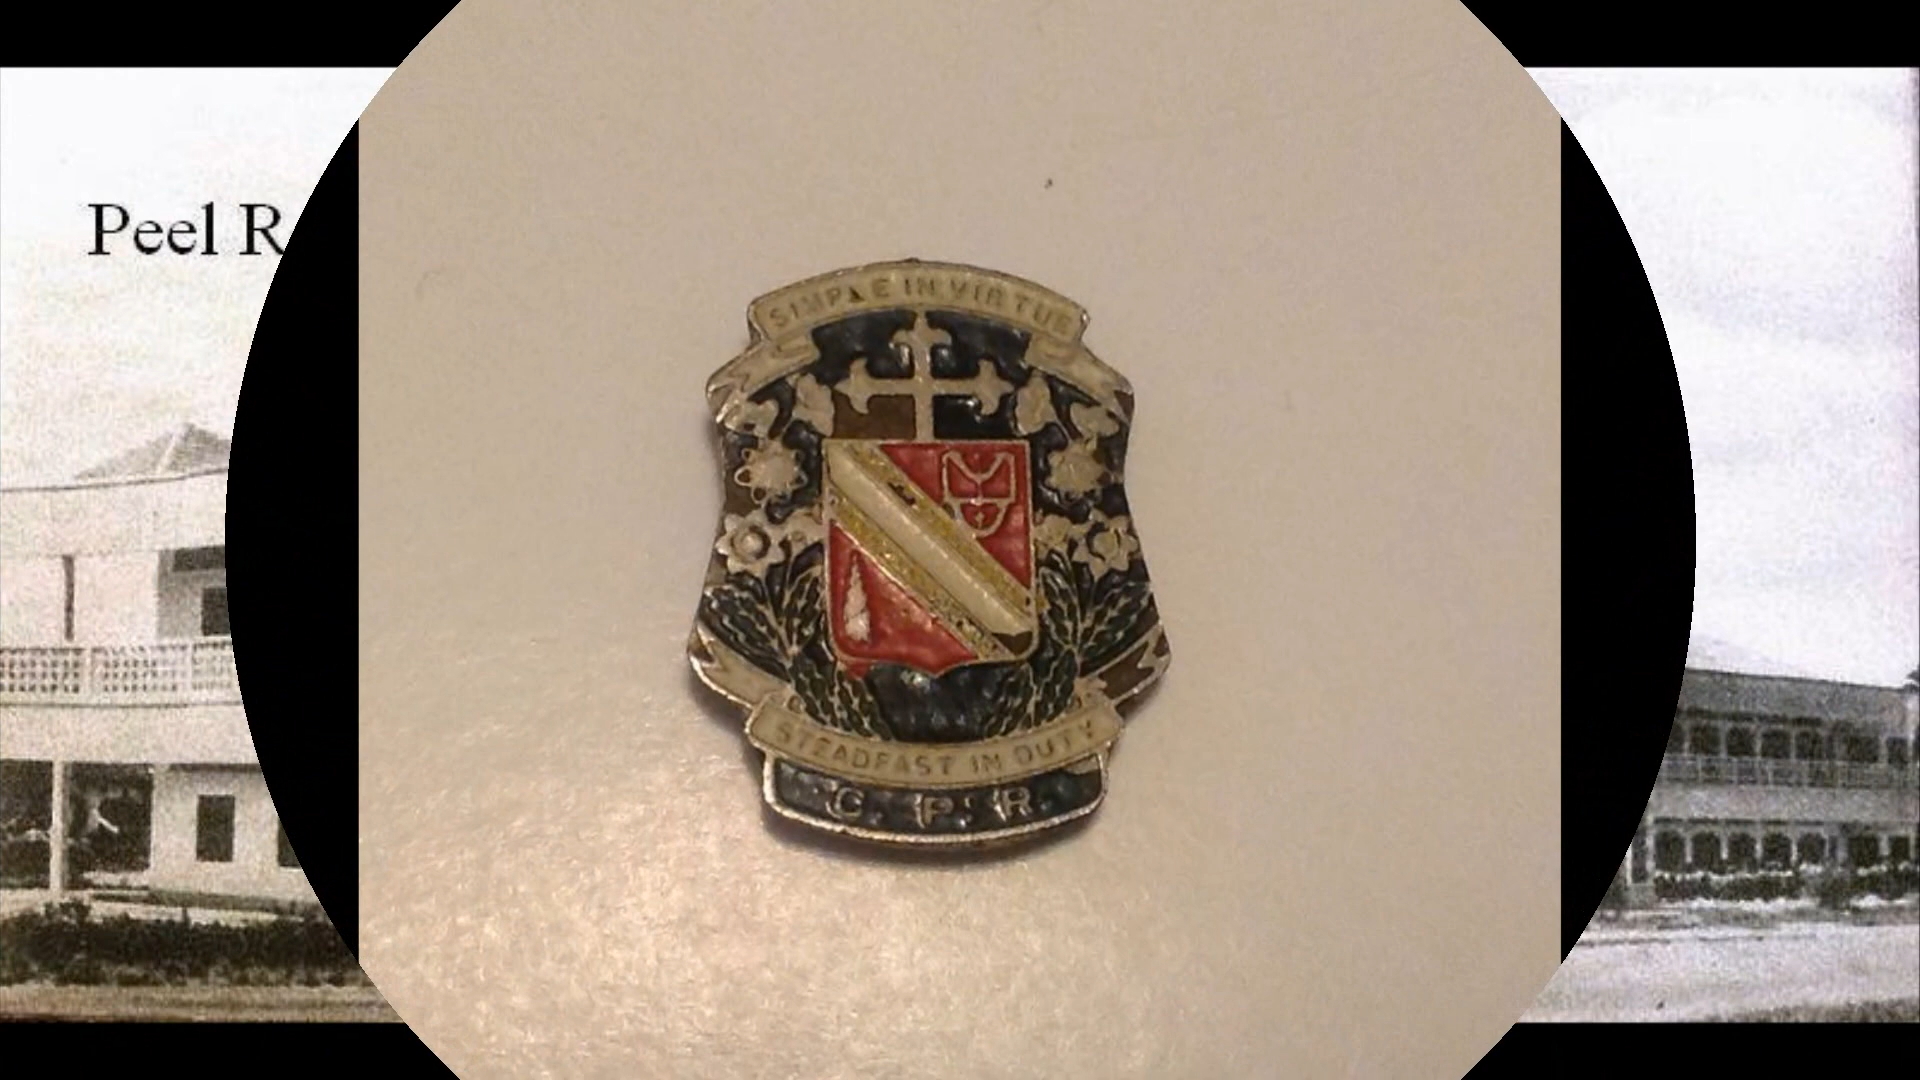 Peel R
SIMPLE IN VIRTUE
STEADFAST IN DUTY
C. P. R.